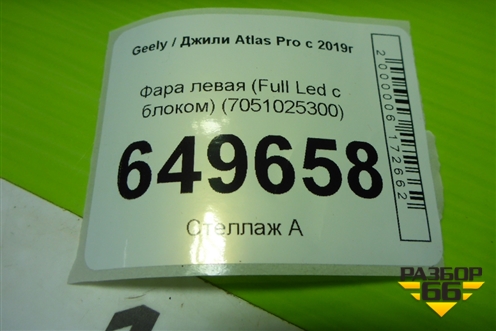 Geely / Джили Atlas Pro с 2019г
Фара левая (Full Led с
блоком) (7051025300)
649658
Стеллаж А
2000006172662
РАЗБОР
66